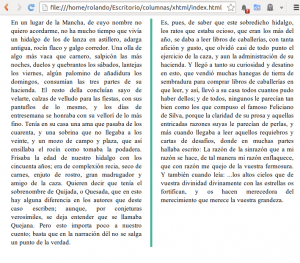 file:///home/rolando/Escritorio/columnas/xhtml/index.html
En un lugar de la Mancha, de cuyo nombre no
quiero acordarme, no ha mucho tiempo que vivía
un hidalgo de los de lanza en astillero, adarga
antigua, rocín flaco y galgo corredor. Una olla de
algo más vaca que carnero, salpicón las más
noches, duelos y quebrantos los sábados, lantejas
los viernes, algún palomino de añadidura los
domingos, consumían las tres partes de su
hacienda. El resto della concluían sayo de
velarte, calzas de velludo para las fiestas, con sus
pantuflos de lo mesmo, y los días de
entresemana se honraba con su vellorí de lo más
fino. Tenía en su casa una ama que pasaba de los
cuarenta, y una sobrina que no llegaba a los
veinte, y un mozo de campo y plaza, que así
ensillaba el rocín como tomaba la podadera.
Frisaba la edad de nuestro hidalgo con los
cincuenta años; era de complexión recia, seco de
carnes, enjuto de rostro, gran madrugador y
amigo de la caza. Quieren decir que tenía el
sobrenombre de Quijada, o Quesada, que en esto
hay alguna diferencia en los autores que deste
caso escriben; aunque, por conjeturas
verosímiles, se deja entender que se llamaba
Quejana. Pero esto importa poco a nuestro
cuento; basta que en la narración dél no se salga
un punto de la verdad.
Es, pues, de saber que este sobredicho hidalgo,
los ratos que estaba ocioso, que eran los más del
año, se daba a leer libros de caballerías, con tanta
afición y gusto, que olvidó casi de todo punto el
ejercicio de la caza, y aun la administración de su
hacienda. Y llegó a tanto su curiosidad y desatino
en esto, que vendió muchas hanegas de tierra de
sembradura para comprar libros de caballerías en
que leer, y así, llevó a su casa todos cuantos pudo
haber dellos; y de todos, ningunos le parecían tan
bien como los que compuso el famoso Feliciano
de Silva, porque la claridad de su prosa y aquellas
entricadas razones suyas le parecían de perlas, y
más cuando llegaba a leer aquellos requiebros y
cartas de desafíos, donde en muchas partes
hallaba escrito: La razón de la sinrazón que a mi
razón se hace, de tal manera mi razón enflaquece,
que con razón me quejo de la vuestra fermosura.
Y también cuando leía: ...los altos cielos que de
vuestra divinidad divinamente con las estrellas os
fortifican, y os hacen merecedora del
merecimiento que merece la vuestra grandeza.